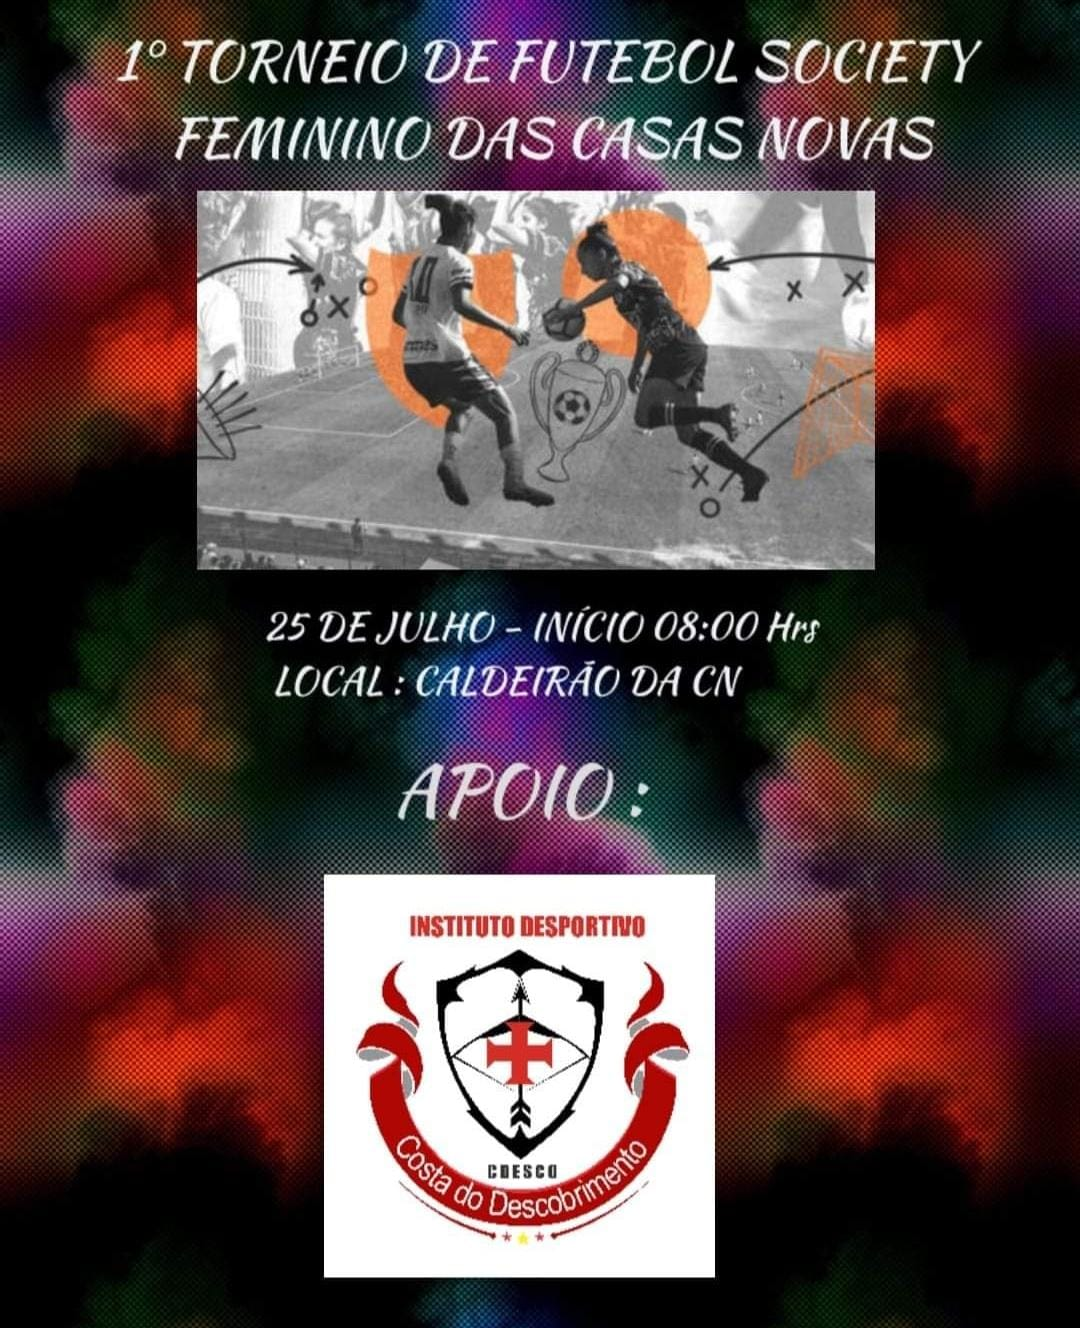 1º TORNEIO DE FUTEBOL SOCIETY
FEMININO DAS CASAS NOVAS
10
25 DE JULHO - INÍCIO 08:00 Hrs
LOCAL : CALDEIRÃO DA CN
APOIO :
INSTITUTO DESPORTIVO
CDESCO
Costa do Descobrimento